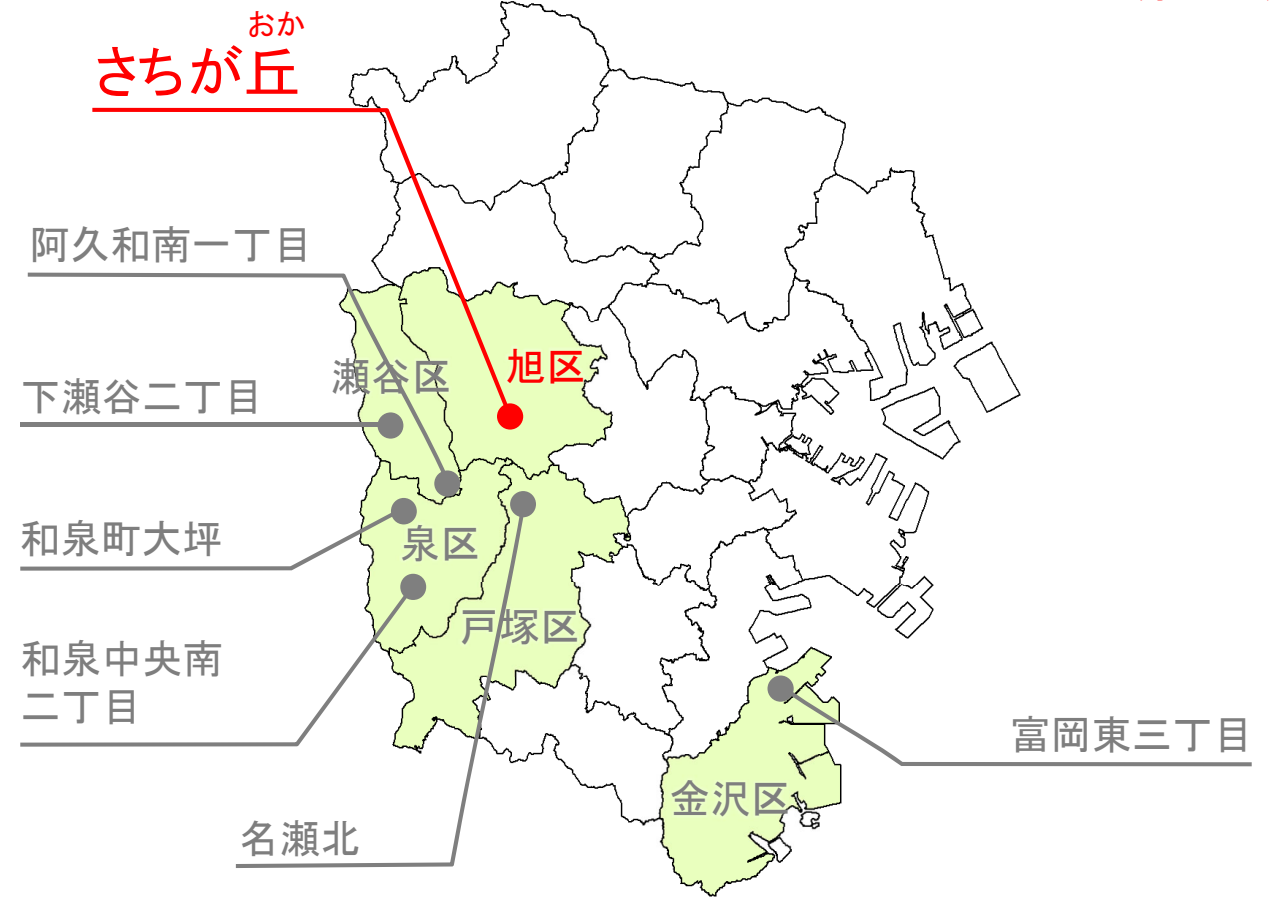 おか
さちが丘
阿久和南一丁目
瀬谷区
旭区
下瀬谷二丁目
和泉町大坪
泉区
戸塚区
和泉中央南
二丁目
富岡東三丁目
金沢区
名瀬北